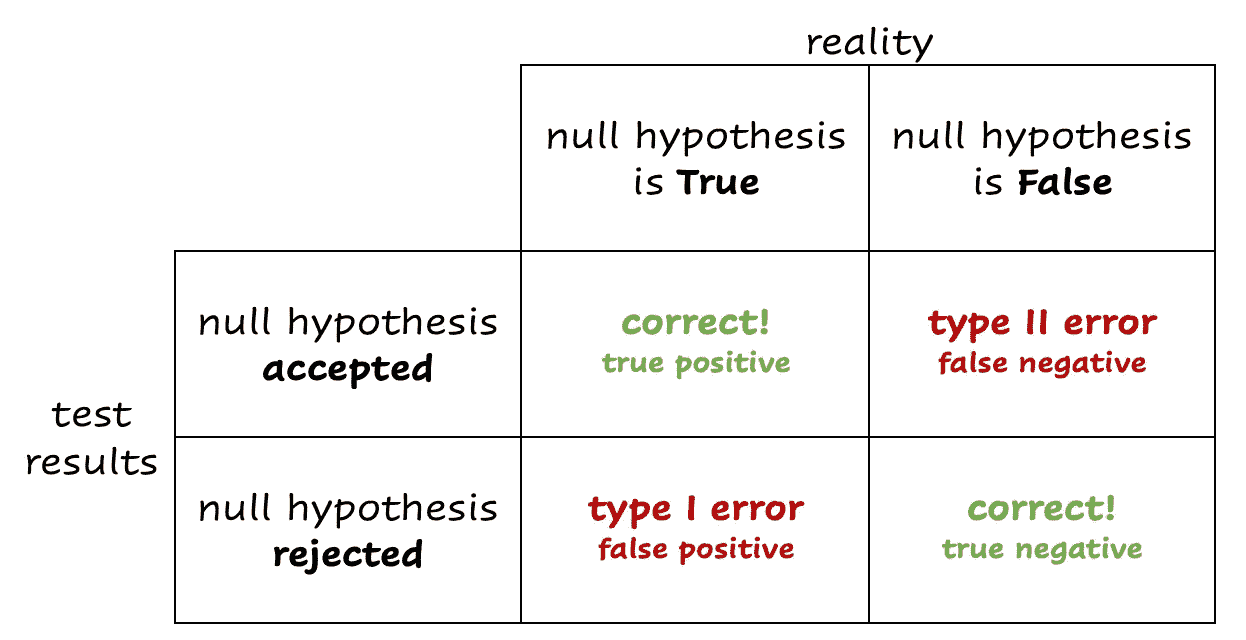 reality
null hypothesis
is True
null hypothesis
is False
null hypothesis
accepted
correct!
true positive
type II error
false negative
test
results
null hypothesis
rejected
type I error
false positive
correct!
true negative